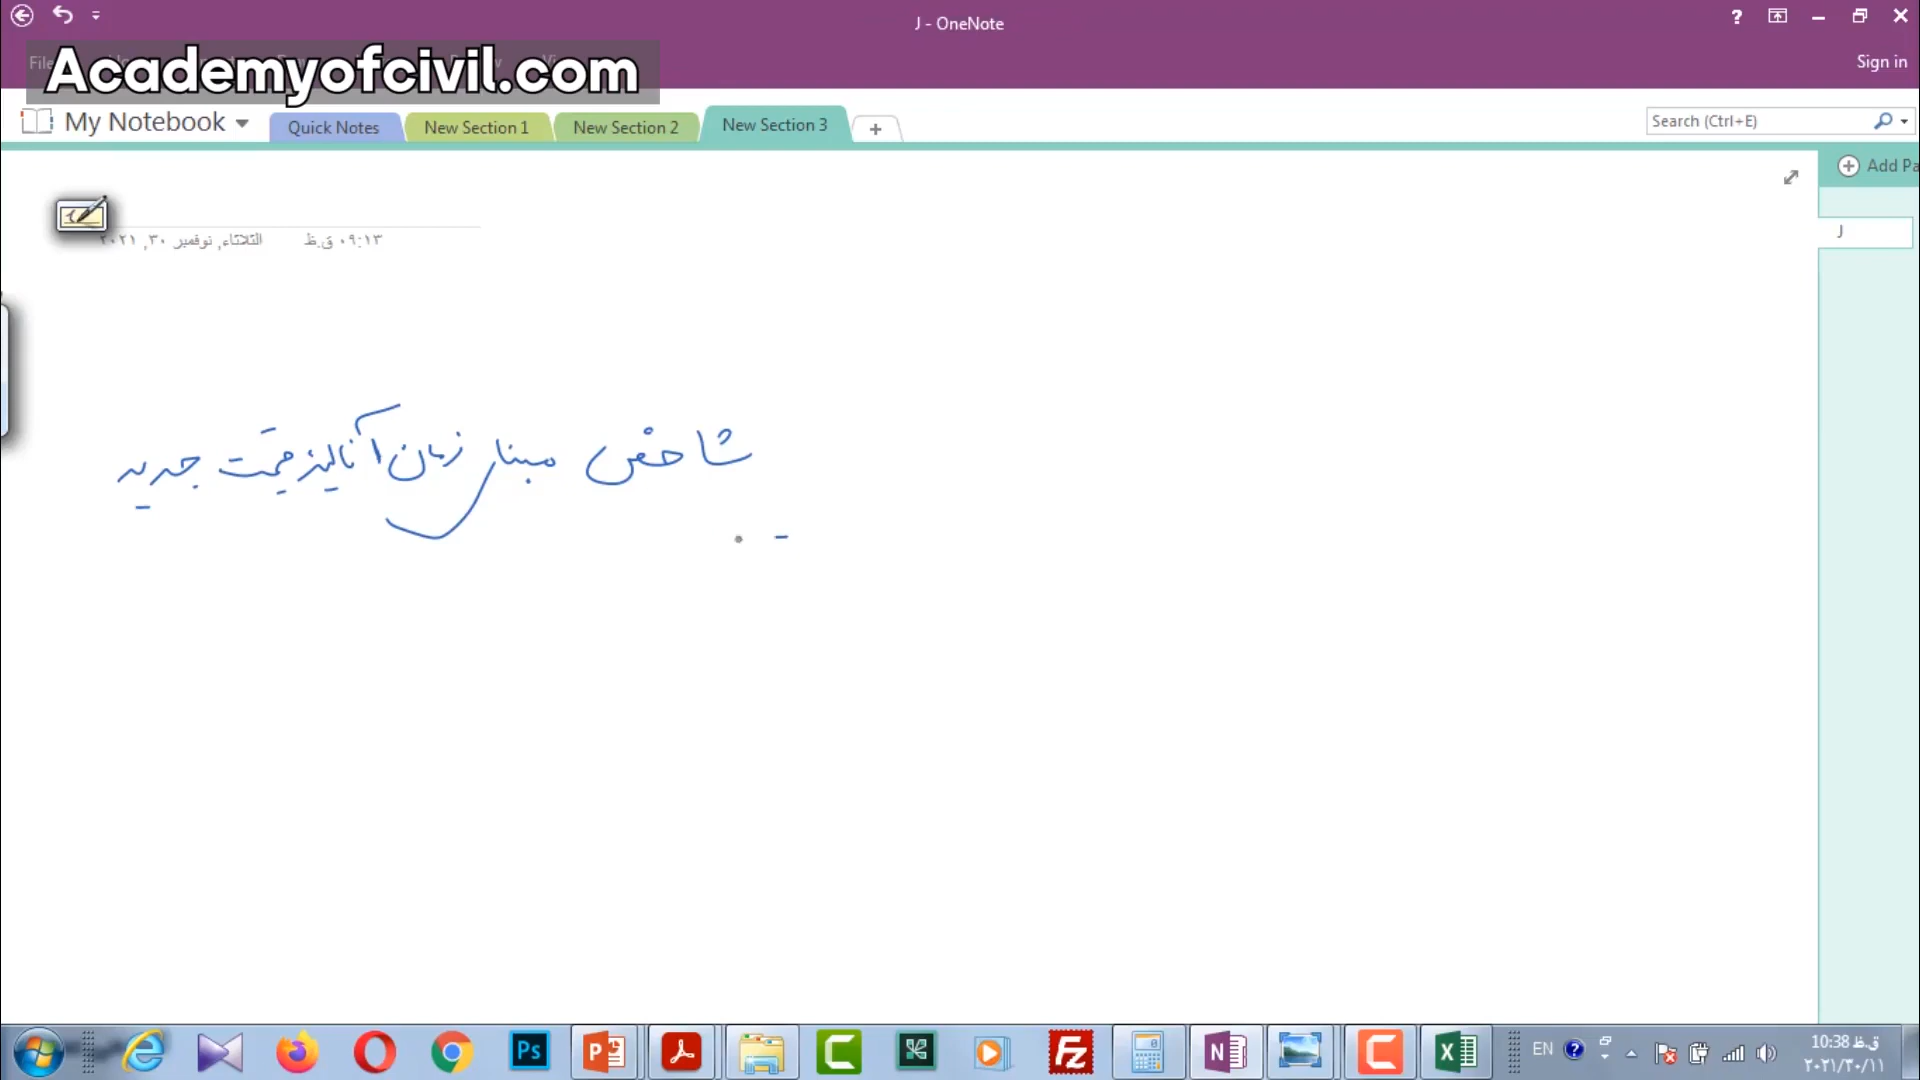 J - OneNote
Sign in
Academyofcivil.com
My Notebook
Quick Notes
New Section 1
New Section 2
New Section 3
Search (Ctrl+E)
Add Pa
J
الثلاثاء, نوفمبر ٣٠, ٢٠٢١ ٠٩:١٣ ق.ظ
شاخص مبنای زمان آنالیز قیمت جدید
-
Ps
EN
10:38 ق.ظ
٢٠٢١/٣٠/١١